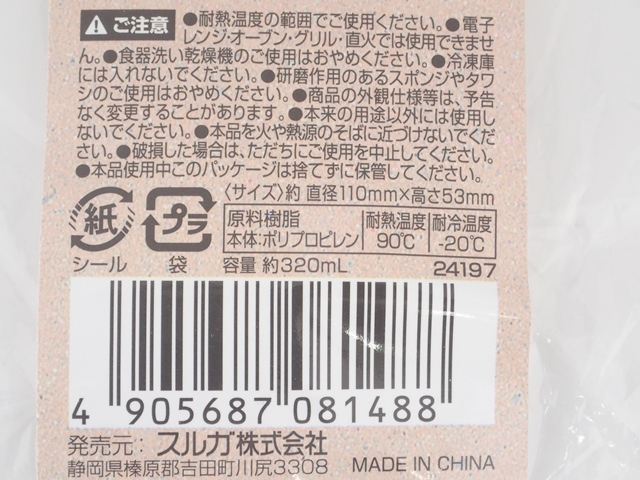 ご注意 ●耐熱温度の範囲でご使用ください。●電子
レンジ・オーブン・グリル・直火では使用できませ
ん。●食器洗い乾燥機のご使用はおやめください。●冷凍庫
には入れないでください。●研磨作用のあるスポンジやタワ
シのご使用はおやめください。●商品の外観仕様等は、予告
なく変更することがあります。●本来の用途以外には使用し
ないでください。●本品を火や熱源のそばに近づけないでくだ
さい。●破損した場合は、ただちにご使用を中止してください。
●本品使用中このパッケージは捨てずに保管してください。
〈サイズ〉約 直径110mm×高さ53mm
紙 プラ 原料樹脂 耐熱温度 耐冷温度
本体:ポリプロピレン 90℃ -20℃
シール 袋 容量 約320mL 24197
4 905687 081488
発売元: スルガ株式会社
静岡県榛原郡吉田町川尻3308 MADE IN CHINA